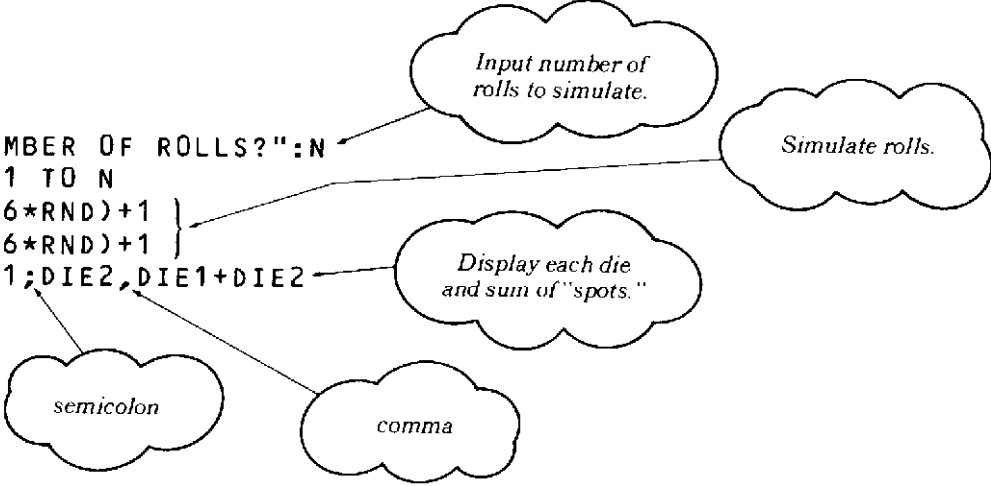 Input number of
rolls to simulate.
MBER OF ROLLS?":N
Simulate rolls.
1 TO N
6*RND)+1
6*RND)+1
1;DIE2,DIE1+DIE2
Display each die
and sum of "spots."
semicolon
comma